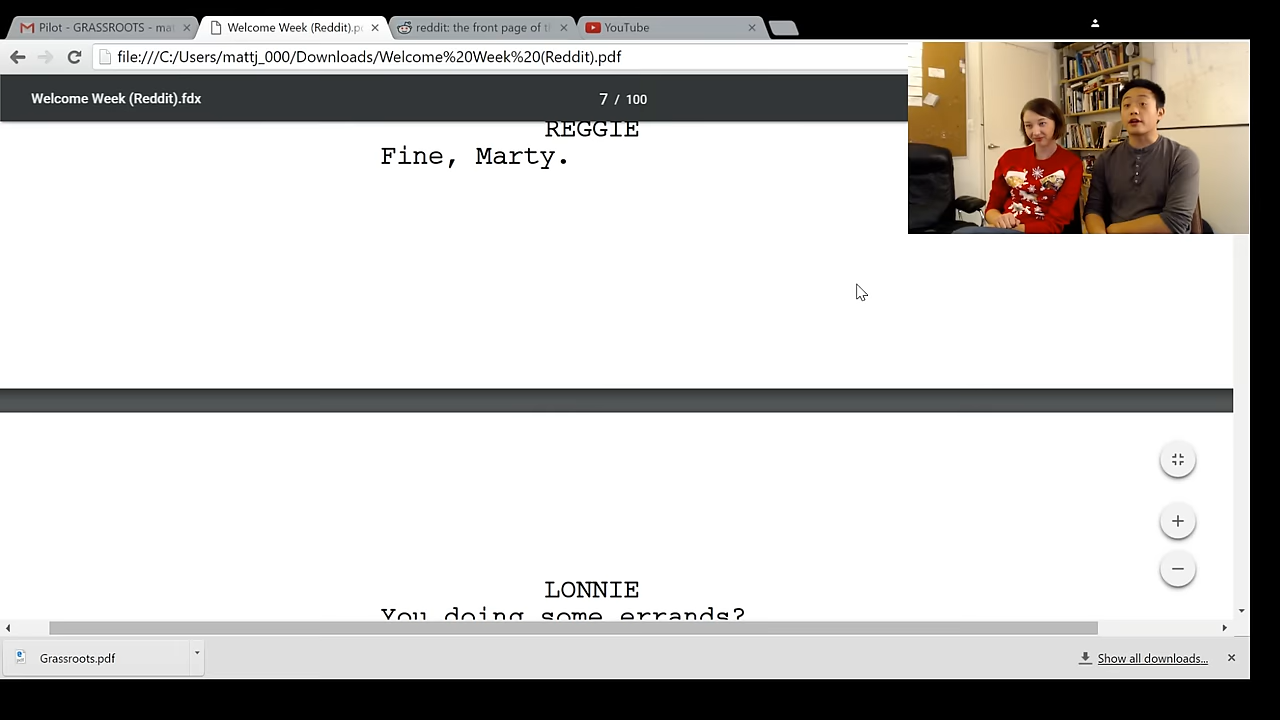 Pilot - GRASSROOTS - ma
Welcome Week (Reddit).p
reddit: the front page of t
YouTube
file:///C:/Users/mattj_000/Downloads/Welcome%20Week%20(Reddit).pdf
Welcome Week (Reddit).fdx
7 / 100
REGGIE
Fine, Marty.
LONNIE
You doing some errands?
Grassroots.pdf
Show all downloads...